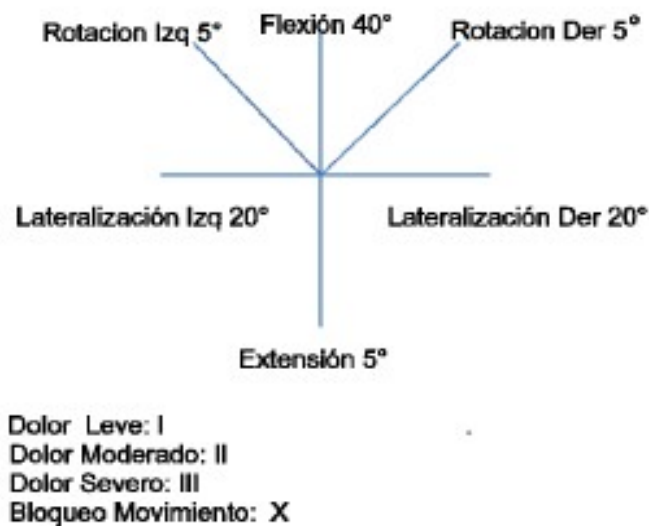 Rotacion Izq 5°
Flexión 40°
Rotacion Der 5°
Lateralización Izq 20°
Lateralización Der 20°
Extensión 5°
Dolor Leve: I
Dolor Moderado: II
Dolor Severo: III
Bloqueo Movimiento: X